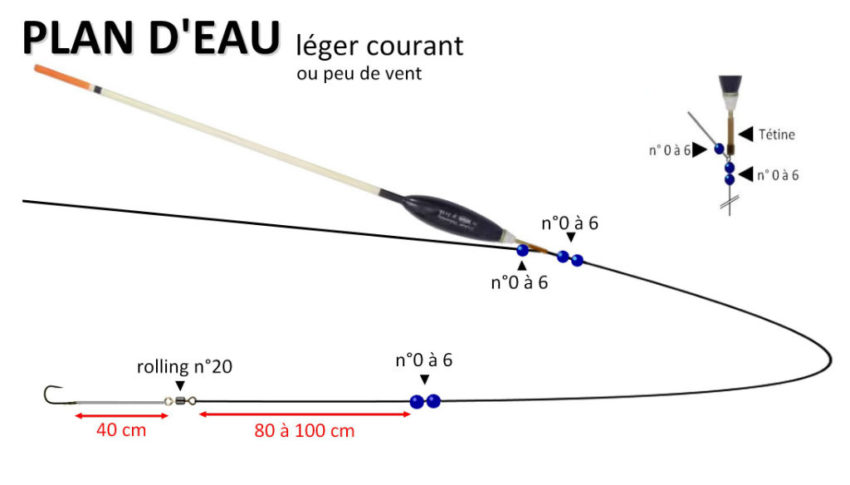 PLAN D'EAU léger courant
ou peu de vent
Tétine
n°0 à 6
n°0 à 6
n°0 à 6
n°0 à 6
rolling n°20
n°0 à 6
40 cm
80 à 100 cm